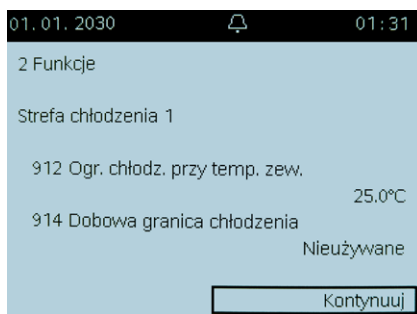 01.01.2030 01:31
2 Funkcje
Strefa chłodzenia 1
912 Ogr. chłodz. przy temp. zew.
25.0°C
914 Dobowa granica chłodzenia
Nieużywane
Kontynuuj